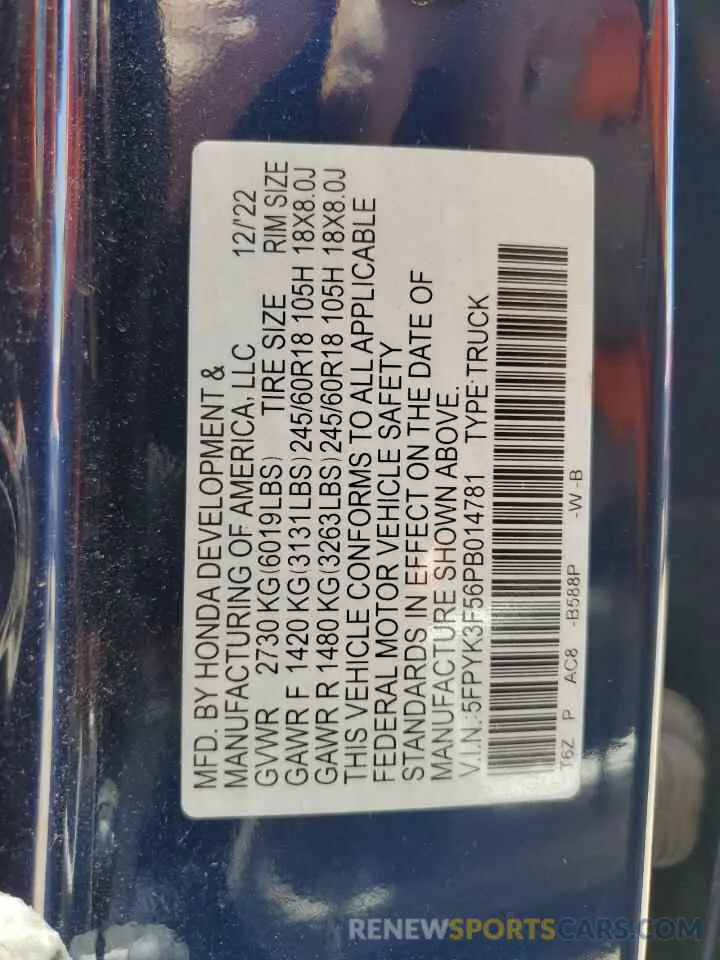 MFD. BY HONDA DEVELOPMENT &
MANUFACTURING OF AMERICA, LLC 12/'22
GVWR 2730 KG(6019LBS) TIRE SIZE RIM SIZE
GAWR F 1420 KG(3131LBS) 245/60R18 105H 18X8.0J
GAWR R 1480 KG(3263LBS) 245/60R18 105H 18X8.0J
THIS VEHICLE CONFORMS TO ALL APPLICABLE
FEDERAL MOTOR VEHICLE SAFETY
STANDARDS IN EFFECT ON THE DATE OF
MANUFACTURE SHOWN ABOVE.
V.I.N.:5FPYK3F56PB014781 TYPE:TRUCK
T6Z P AC8 -B588P -W -B
RENEWSPORTSCARS.COM